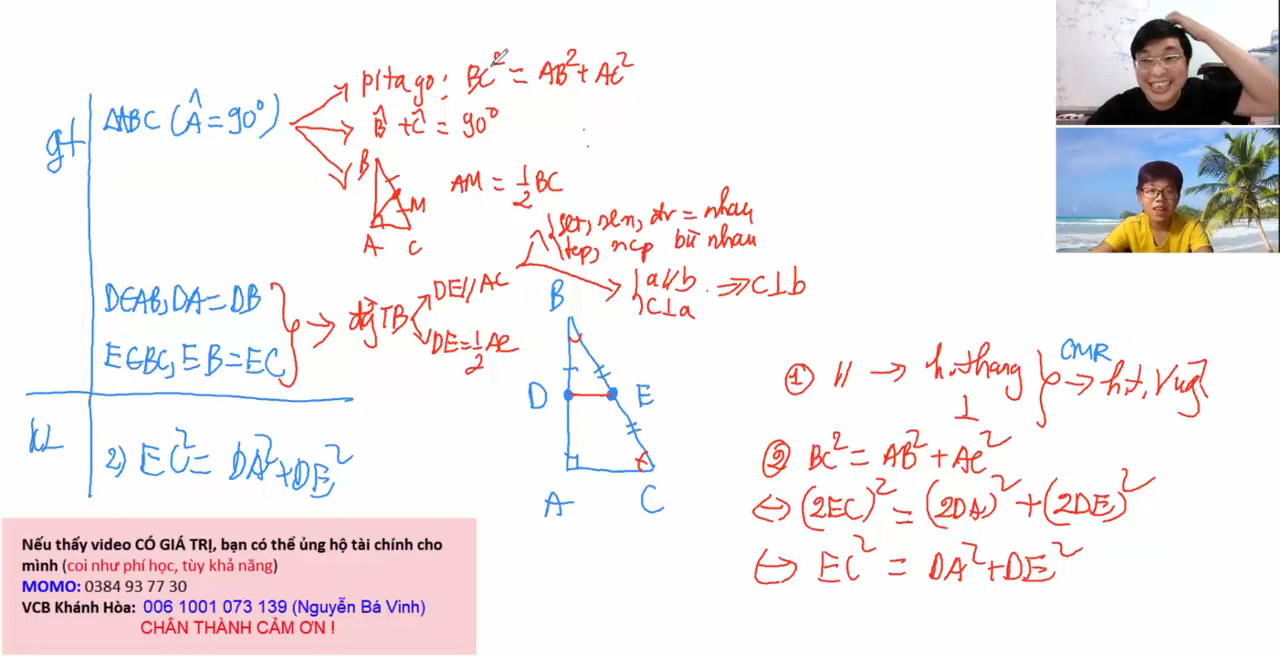 gt
ΔABC (Â = 90°)
pitago: BC² = AB² + AC²
B̂ + Ĉ = 90°
B
M
A C
AM = 1/2 BC
D∈AB, DA = DB
E∈BC, EB = EC
đg TB
DE // AC
DE = 1/2 AC
slt, sln, đv = nhau
tcp, ncp bù nhau
a // b
c ⊥ a
=> c ⊥ b
KL
2) EC² = DA² + DE²
B
D E
A C
① // → h.thang
⊥
CMR
→ h.t, Vug
② BC² = AB² + AC²
⇔ (2EC)² = (2DA)² + (2DE)²
⇔ EC² = DA² + DE²
Nếu thấy video CÓ GIÁ TRỊ, bạn có thể ủng hộ tài chính cho
mình (coi như phí học, tùy khả năng)
MOMO: 0384 93 77 30
VCB Khánh Hòa: 006 1001 073 139 (Nguyễn Bá Vinh)
CHÂN THÀNH CẢM ƠN !